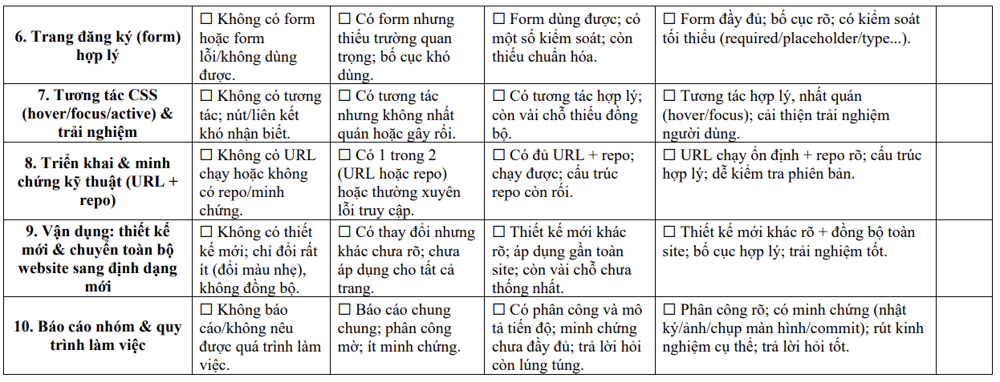 6. Trang đăng ký (form)
hợp lý
☐ Không có form
hoặc form
lỗi/không dùng
được.
☐ Có form nhưng
thiếu trường quan
trọng; bố cục khó
dùng.
☐ Form dùng được; có
một số kiểm soát; còn
thiếu chuẩn hóa.
☐ Form đầy đủ; bố cục rõ; có kiểm soát
tối thiểu (required/placeholder/type...).
7. Tương tác CSS
(hover/focus/active) &
trải nghiệm
☐ Không có tương
tác; nút/liên kết
khó nhận biết.
☐ Có tương tác
nhưng không nhất
quán hoặc gây rối.
☐ Có tương tác hợp lý;
còn vài chỗ thiếu đồng
bộ.
☐ Tương tác hợp lý, nhất quán
(hover/focus); cải thiện trải nghiệm
người dùng.
8. Triển khai & minh
chứng kỹ thuật (URL +
repo)
☐ Không có URL
chạy hoặc không
có repo/minh
chứng.
☐ Có 1 trong 2
(URL hoặc repo)
hoặc thường xuyên
lỗi truy cập.
☐ Có đủ URL + repo;
chạy được; cấu trúc
repo còn rối.
☐ URL chạy ổn định + repo rõ; cấu trúc
hợp lý; dễ kiểm tra phiên bản.
9. Vận dụng: thiết kế
mới & chuyển toàn bộ
website sang định dạng
mới
☐ Không có thiết
kế mới; chỉ đổi rất
ít (đổi màu nhẹ),
không đồng bộ.
☐ Có thay đổi nhưng
khác chưa rõ; chưa
áp dụng cho tất cả
trang.
☐ Thiết kế mới khác
rõ; áp dụng gần toàn
site; còn vài chỗ chưa
thống nhất.
☐ Thiết kế mới khác rõ + đồng bộ toàn
site; bố cục hợp lý; trải nghiệm tốt.
10. Báo cáo nhóm & quy
trình làm việc
☐ Không báo
cáo/không nêu
được quá trình làm
việc.
☐ Báo cáo chung
chung; phân công
mờ; ít minh chứng.
☐ Có phân công và mô
tả tiến độ; minh chứng
chưa đầy đủ; trả lời hỏi
còn lúng túng.
☐ Phân công rõ; có minh chứng (nhật
ký/ảnh/chụp màn hình/commit); rút kinh
nghiệm cụ thể; trả lời hỏi tốt.